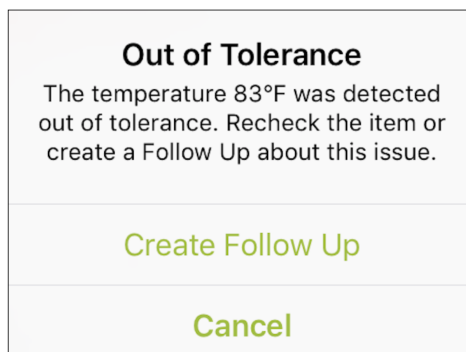 Out of Tolerance
The temperature 83°F was detected
out of tolerance. Recheck the item or
create a Follow Up about this issue.
Create Follow Up
Cancel